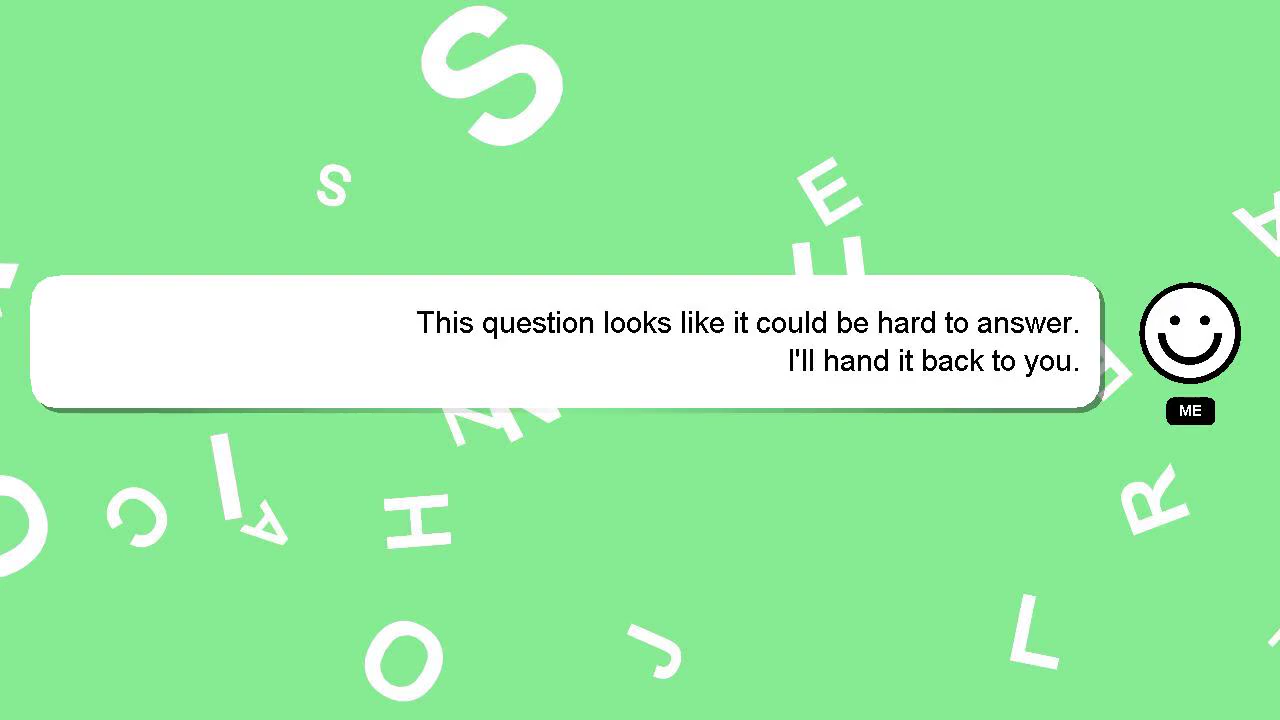 This question looks like it could be hard to answer.
I'll hand it back to you.
ME
S
S
E
A
N
I
C
A
H
O
J
L
R